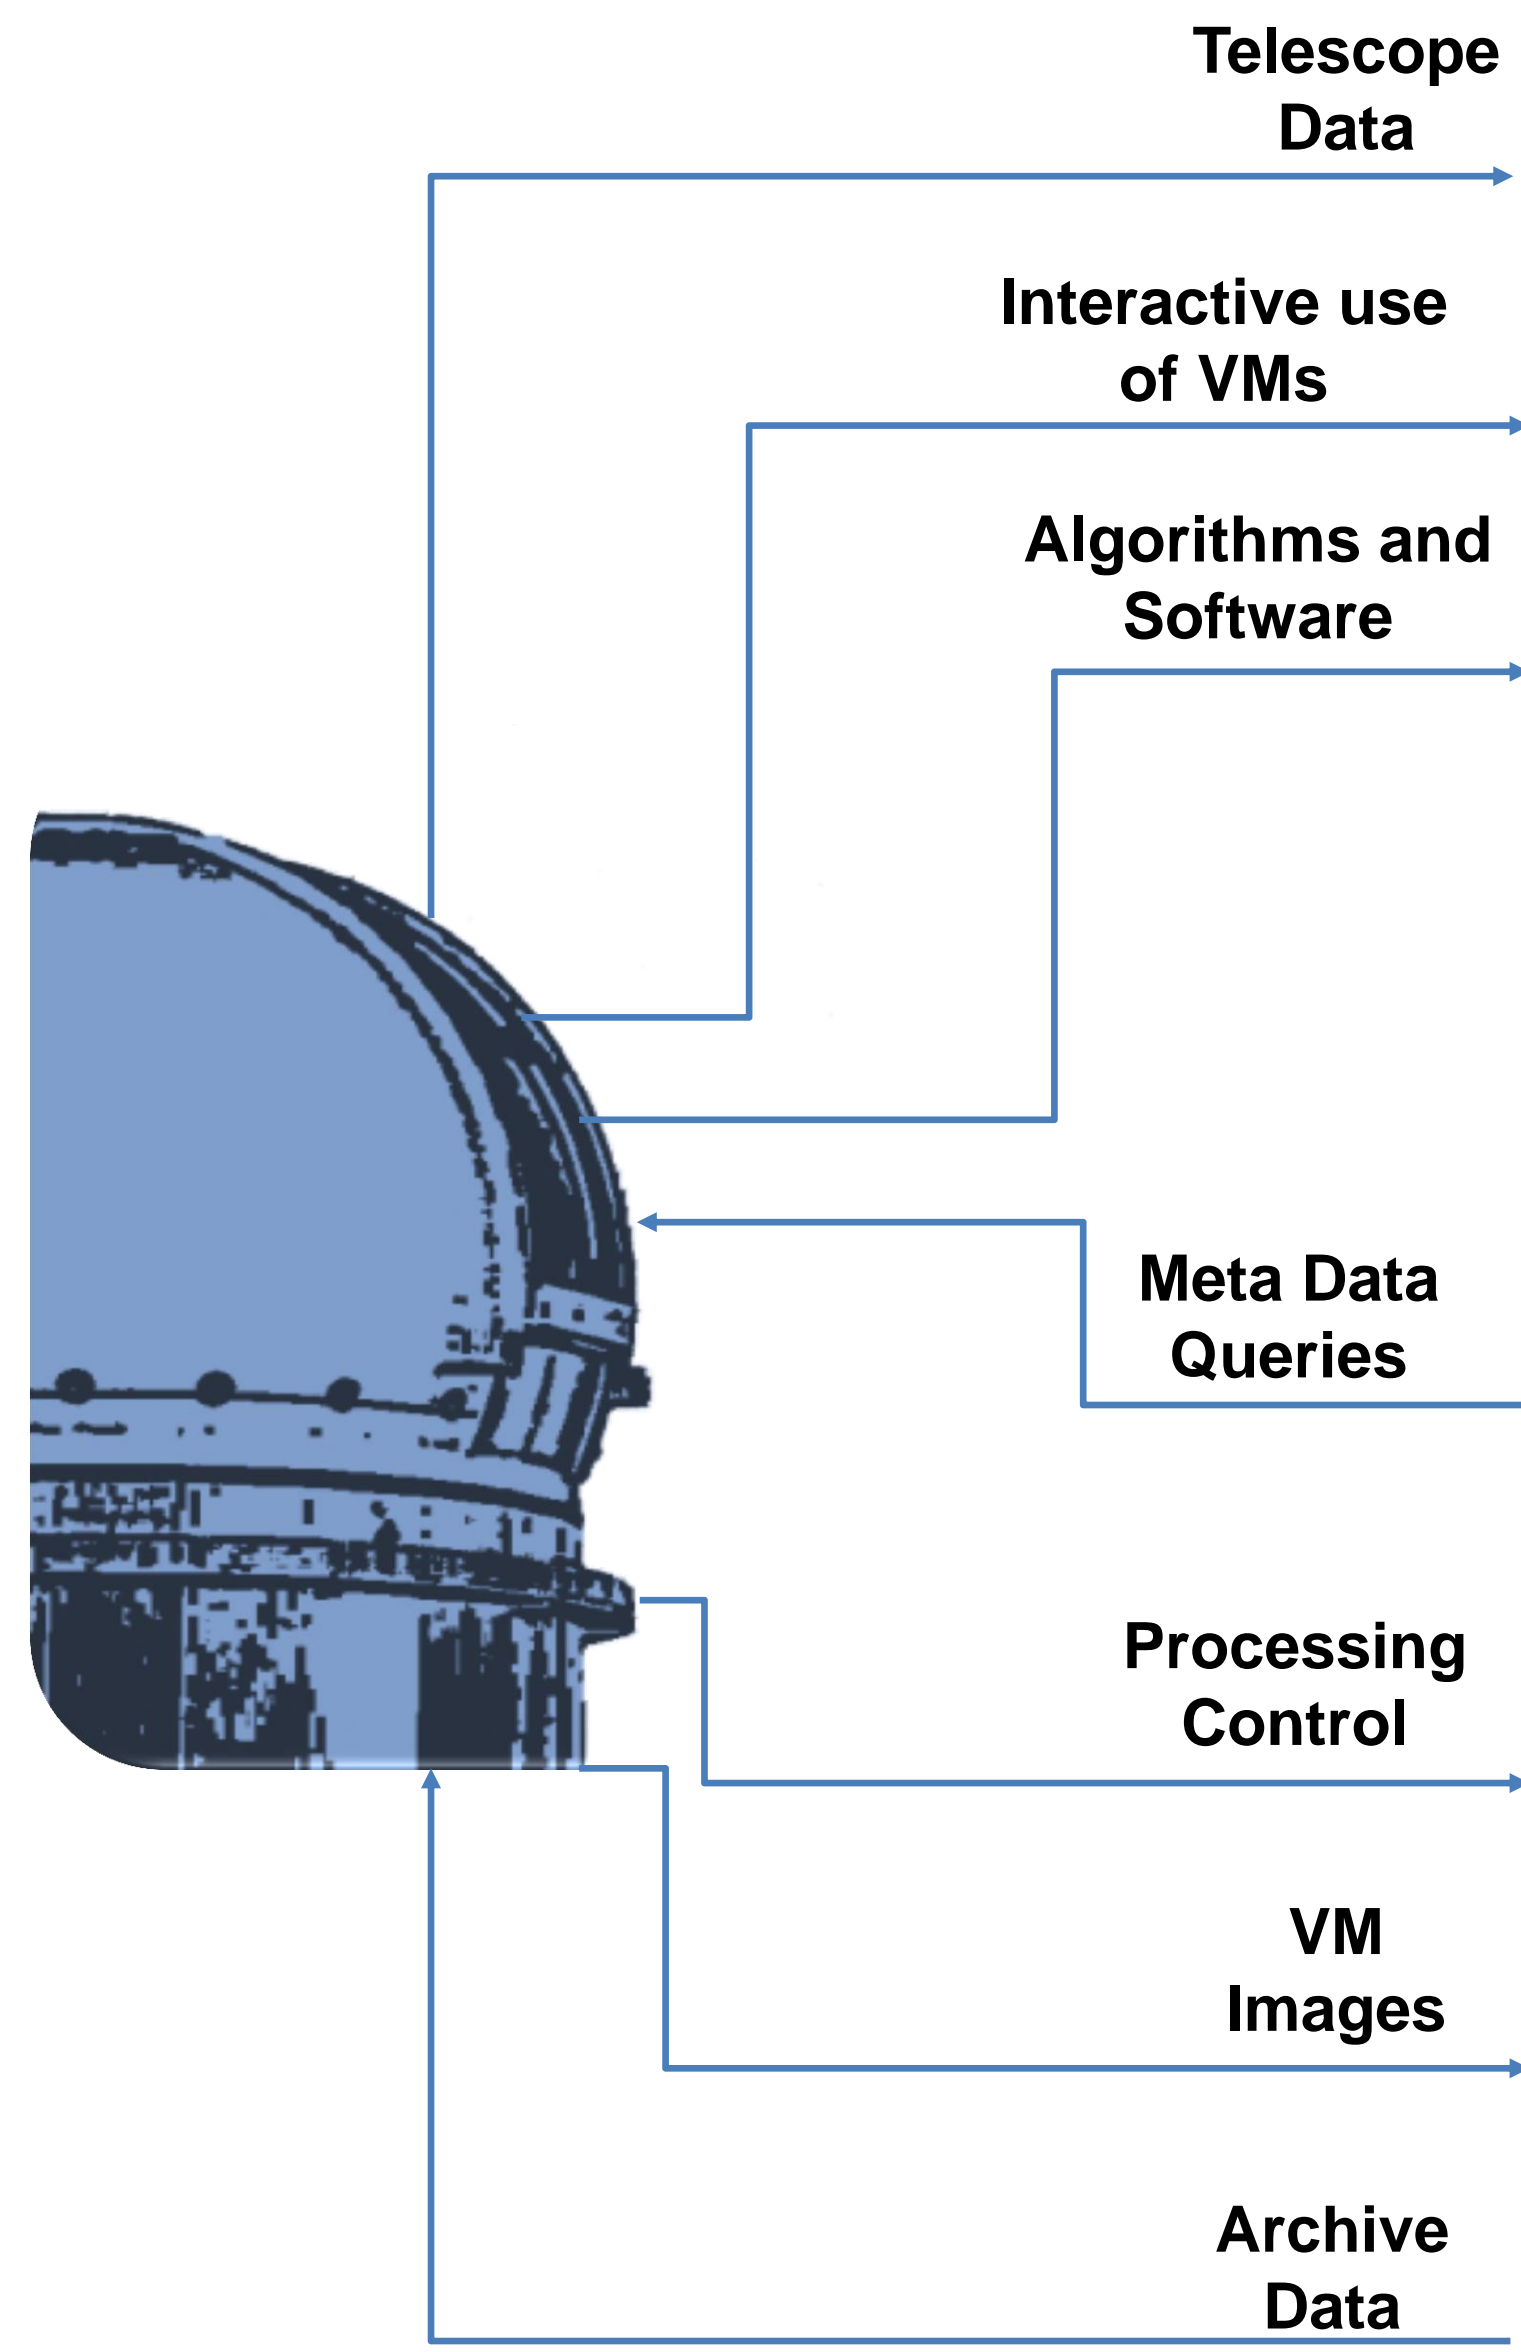 Telescope
Data
Interactive use
of VMs
Algorithms and
Software
Meta Data
Queries
Processing
Control
VM
Images
Archive
Data